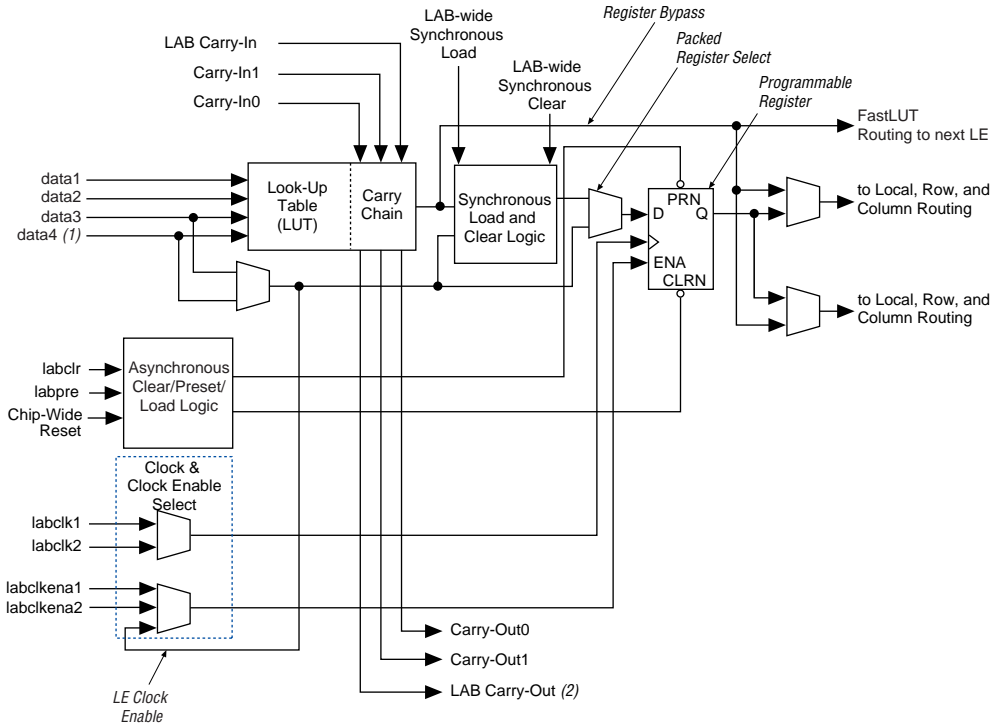 LAB Carry-In
Carry-In1
Carry-In0
LAB-wide
Synchronous
Load
LAB-wide
Synchronous
Clear
Register Bypass
Packed
Register Select
Programmable
Register
FastLUT
Routing to next LE
data1
data2
data3
data4 (1)
Look-Up
Table
(LUT)
Carry
Chain
Synchronous
Load and
Clear Logic
PRN
D Q
ENA
CLRN
to Local, Row, and
Column Routing
to Local, Row, and
Column Routing
labclr
labpre
Chip-Wide
Reset
Asynchronous
Clear/Preset/
Load Logic
Clock &
Clock Enable
Select
labclk1
labclk2
labclkena1
labclkena2
LE Clock
Enable
Carry-Out0
Carry-Out1
LAB Carry-Out (2)